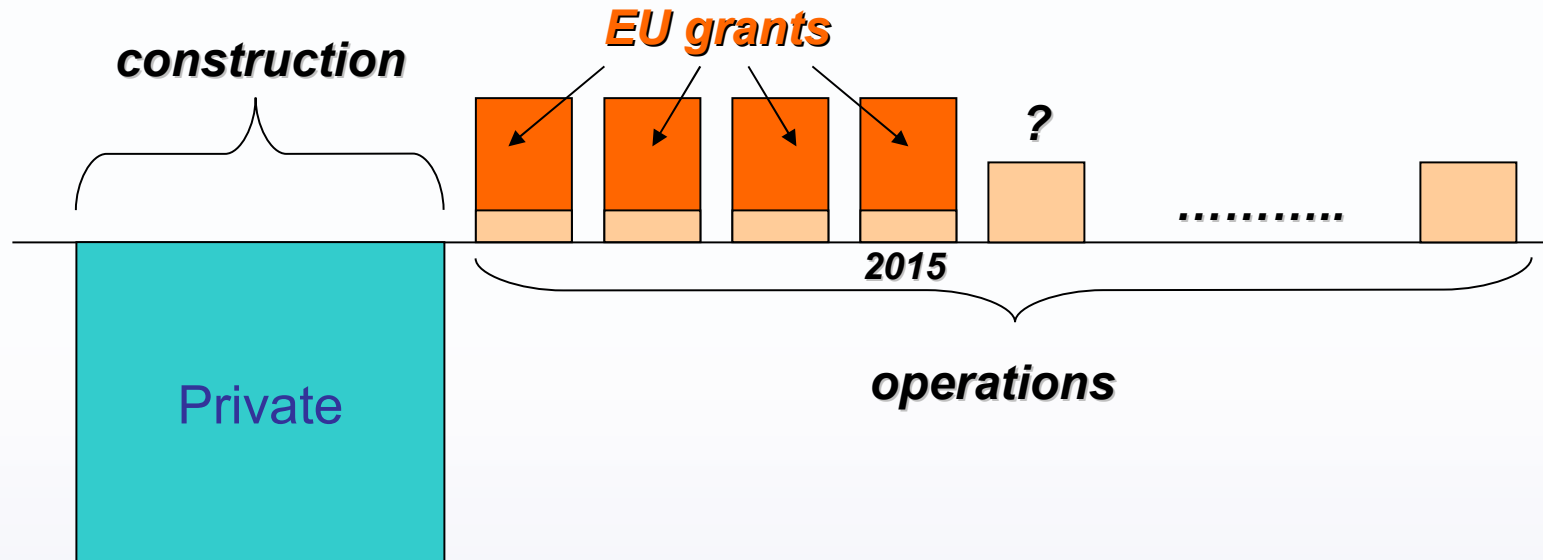 EU grants
construction
?
………..
2015
operations
Private